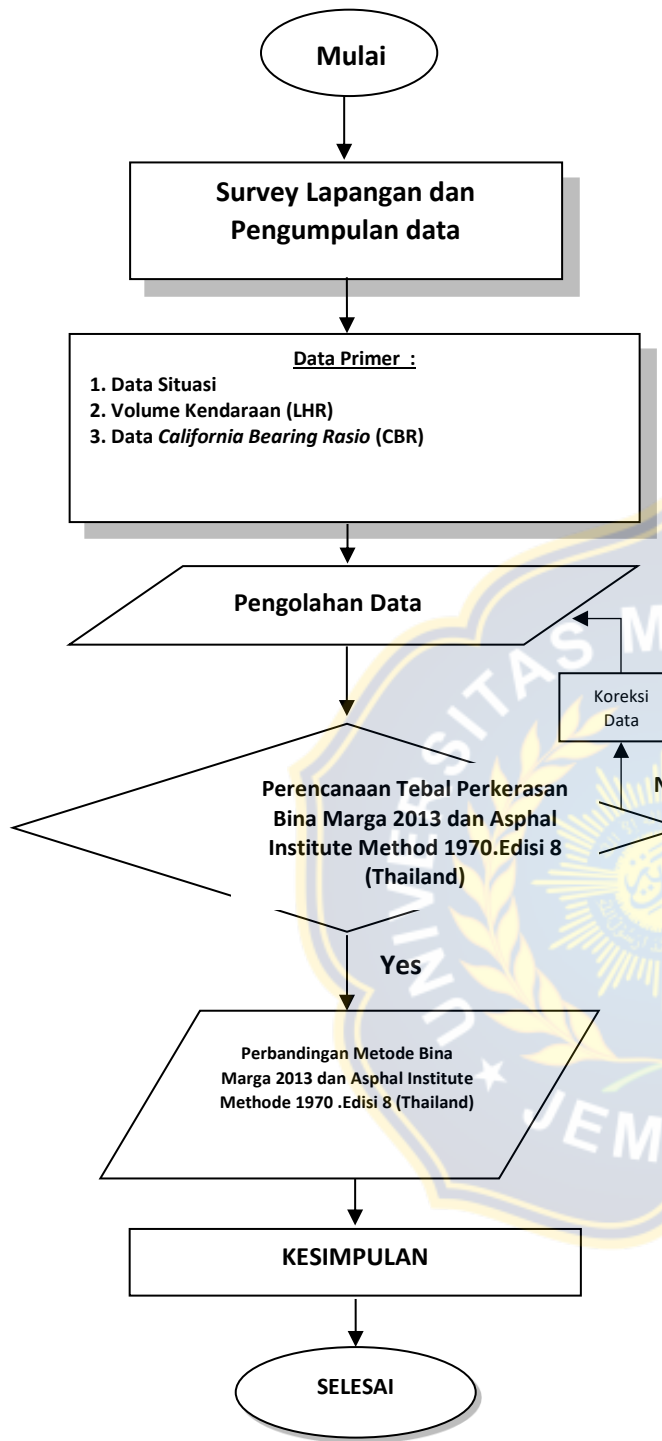 Mulai
Survey Lapangan dan
Pengumpulan data
Data Primer :
1. Data Situasi
2. Volume Kendaraan (LHR)
3. Data California Bearing Rasio (CBR)
Pengolahan Data
Koreksi
Data
N
Perencanaan Tebal Perkerasan
Bina Marga 2013 dan Asphal
Institute Method 1970.Edisi 8
(Thailand)
Yes
Perbandingan Metode Bina
Marga 2013 dan Asphal Institute
Methode 1970 .Edisi 8 (Thailand)
KESIMPULAN
SELESAI
UNIVERSITAS M
JEM